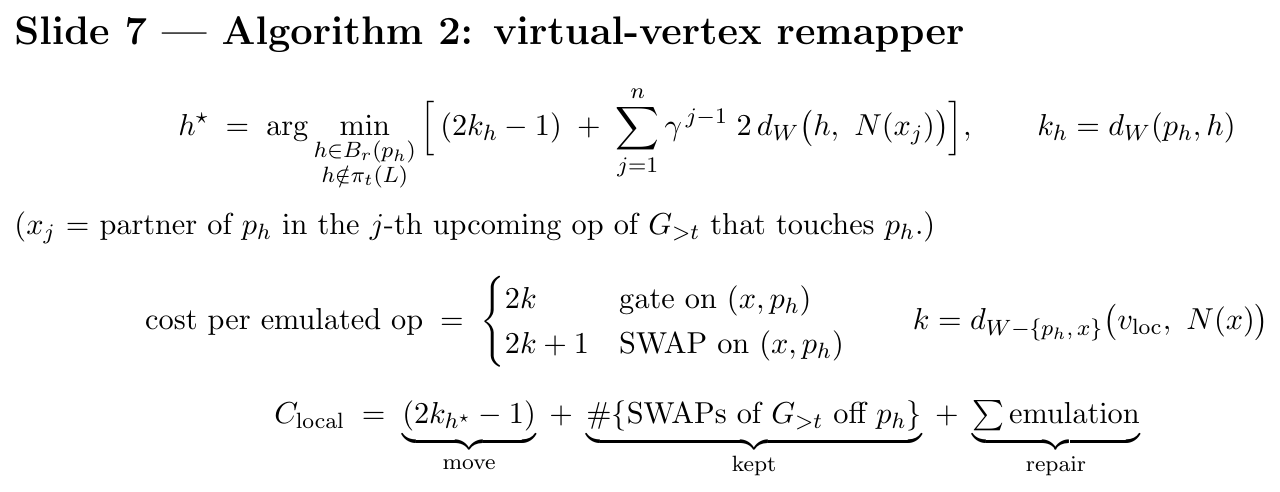 Slide 7 — Algorithm 2: virtual-vertex remapper
h⋆ = arg min_{h∈B_r(p_h), h∉π_t(L)} [ (2k_h − 1) + ∑_{j=1}^{n} γ^{j−1} 2 d_W(h, N(x_j)) ], k_h = d_W(p_h, h)
(x_j = partner of p_h in the j-th upcoming op of G_{>t} that touches p_h.)
cost per emulated op = { 2k gate on (x, p_h)
2k + 1 SWAP on (x, p_h)
k = d_{W−{p_h, x}}(v_loc, N(x))
C_local = (2k_{h⋆} − 1) + #{SWAPs of G_{>t} off p_h} + ∑ emulation
move kept repair